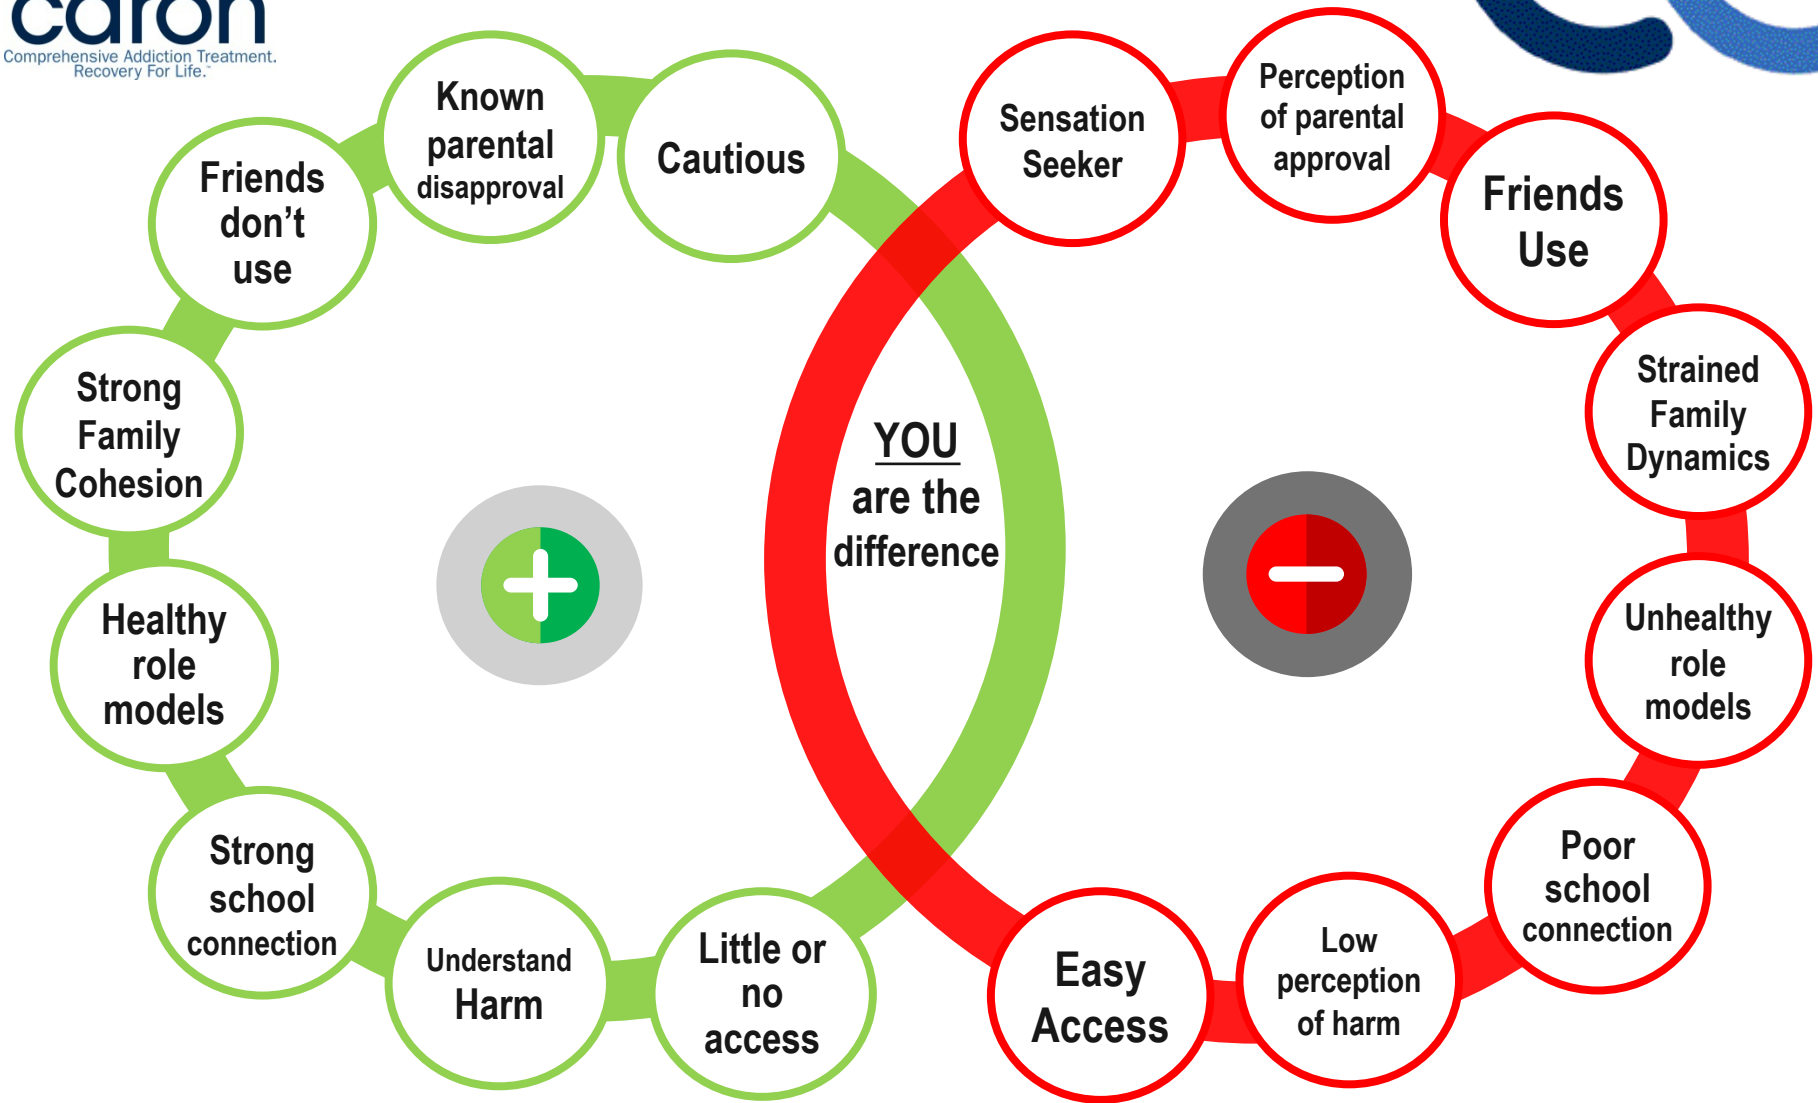 caron
Comprehensive Addiction Treatment.
Recovery For Life.
Known
parental
disapproval
Cautious
Friends
don’t
use
Strong
Family
Cohesion
Healthy
role
models
Strong
school
connection
Understand
Harm
Little or
no
access
YOU
are the
difference
Sensation
Seeker
Perception
of parental
approval
Friends
Use
Strained
Family
Dynamics
Unhealthy
role
models
Poor
school
connection
Low
perception
of harm
Easy
Access